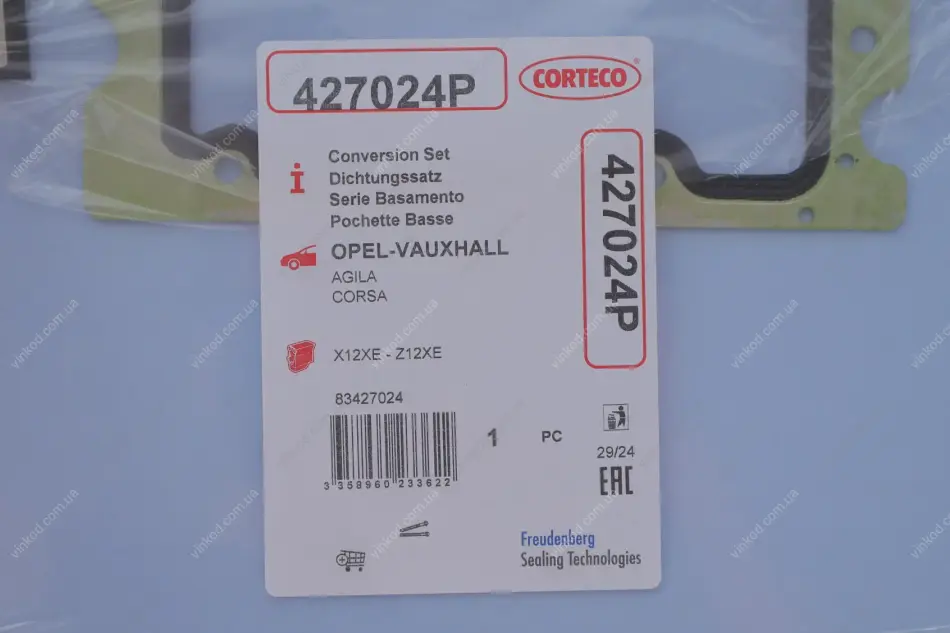 427024P
CORTECO®
Conversion Set
Dichtungssatz
Serie Basamento
Pochette Basse
427024P
OPEL-VAUXHALL
AGILA
CORSA
X12XE - Z12XE
83427024
3 358960 233622
1 PC
29/24
EAC
Freudenberg
Sealing Technologies
vinkod.com.ua